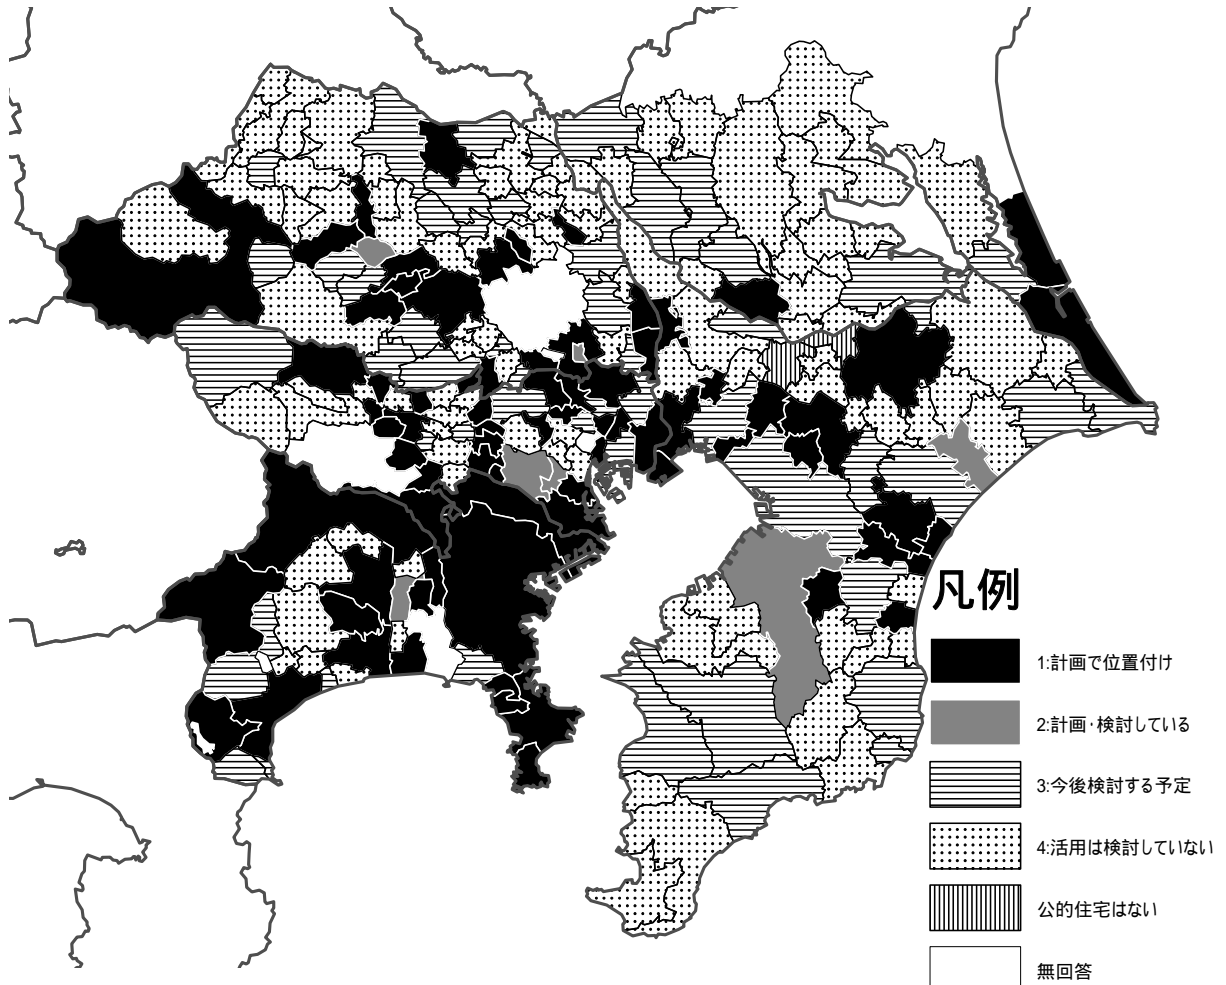 凡例
1:計画で位置付け
2:計画・検討している
3:今後検討する予定
4:活用は検討していない
公的住宅はない
無回答